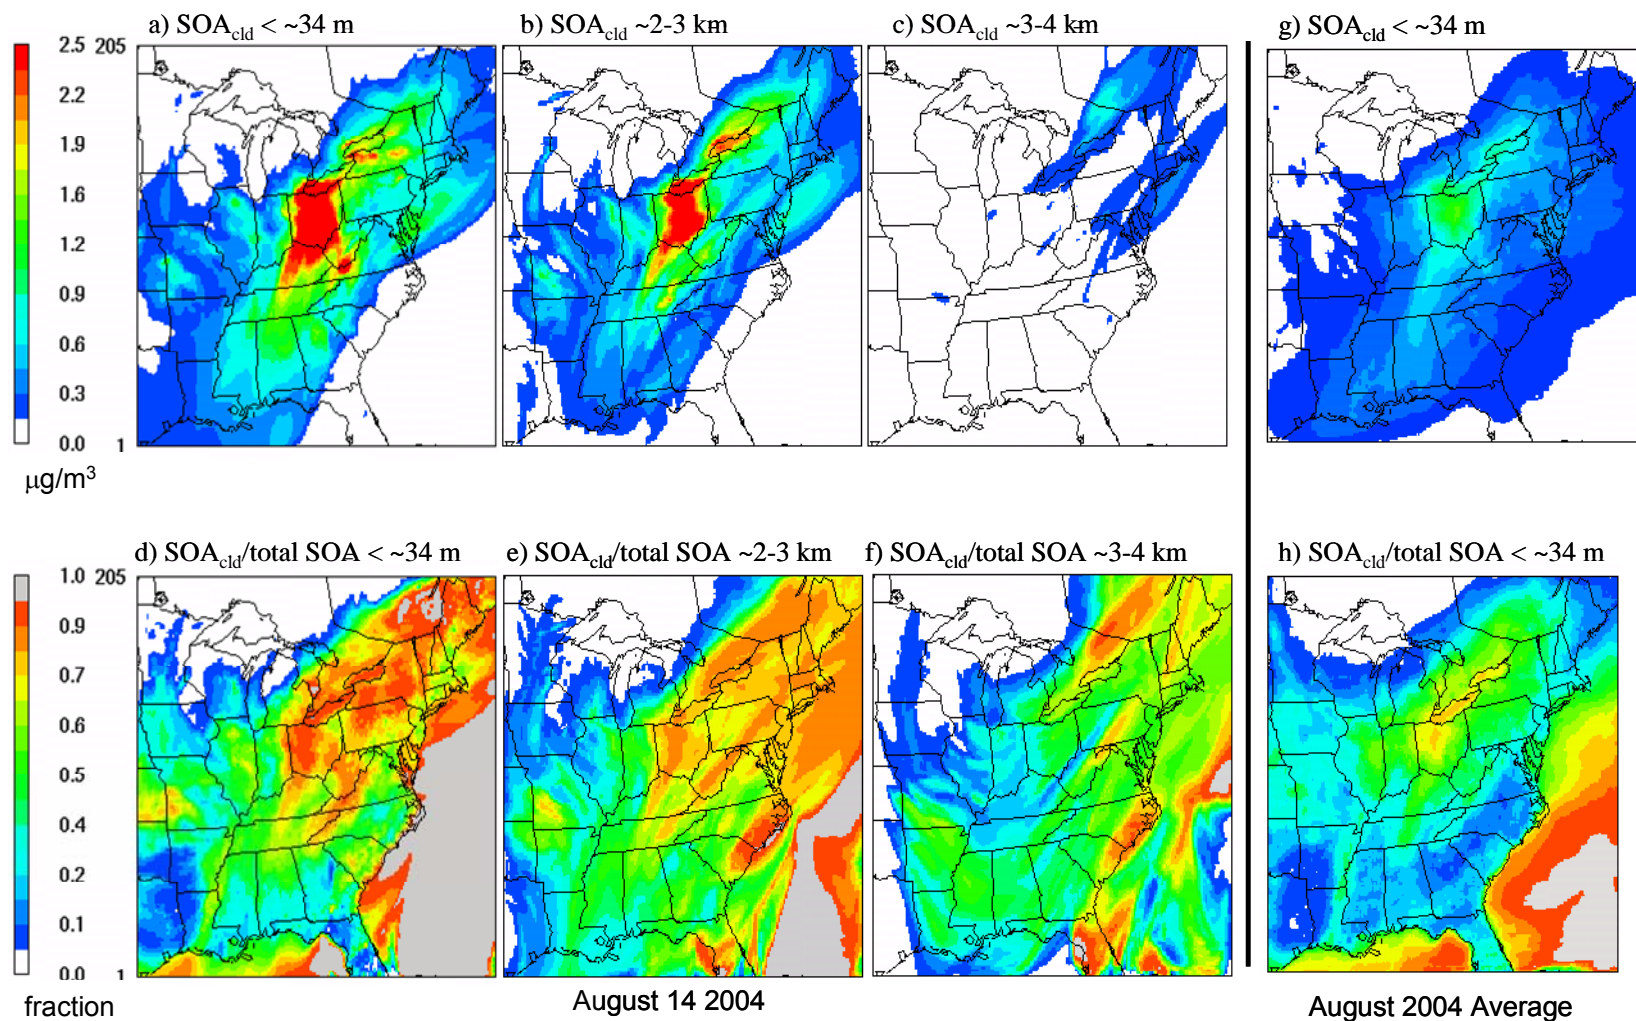 a) SOAcld < ~34 m
b) SOAcld ~2-3 km
c) SOAcld ~3-4 km
g) SOAcld < ~34 m
2.5
205
2.2
1.9
1.6
1.2
0.9
0.6
0.3
0.0
1
μg/m³
d) SOAcld/total SOA < ~34 m
e) SOAcld/total SOA ~2-3 km
f) SOAcld/total SOA ~3-4 km
h) SOAcld/total SOA < ~34 m
1.0
205
0.9
0.7
0.6
0.5
0.4
0.2
0.1
0.0
1
fraction
August 14 2004
August 2004 Average